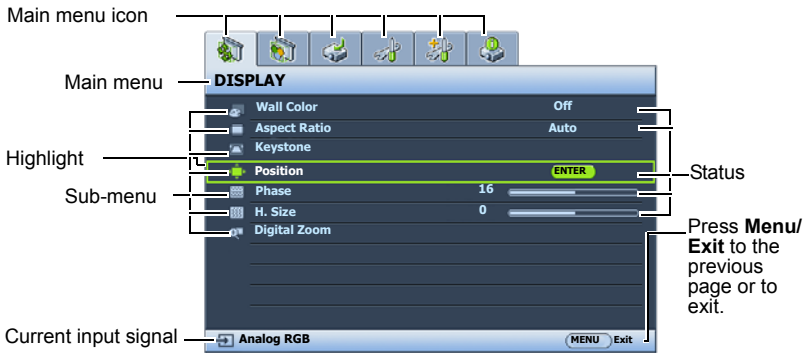 Main menu icon
Main menu
DISPLAY
Wall Color Off
Aspect Ratio Auto
Keystone
Highlight
Position ENTER
Status
Sub-menu
Phase 16
H. Size 0
Digital Zoom
Press Menu/
Exit to the
previous
page or to
exit.
Current input signal
Analog RGB
MENU Exit